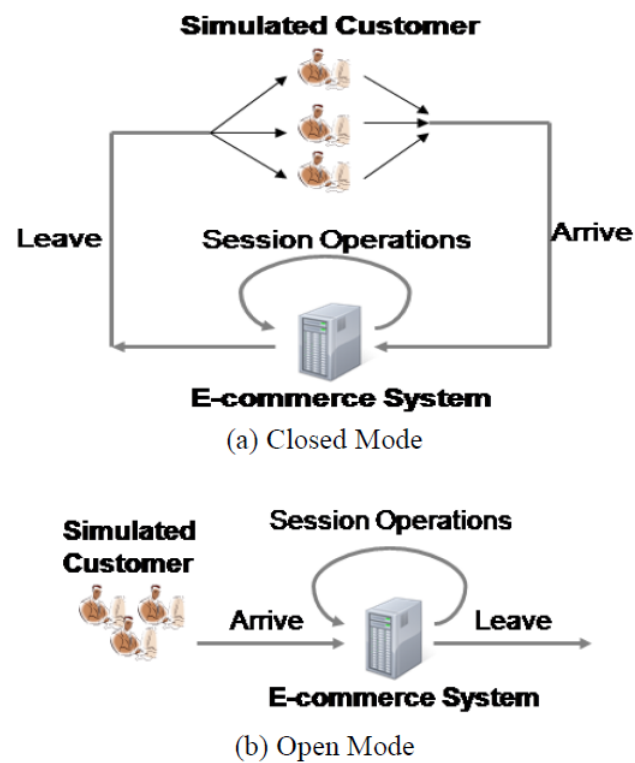 Simulated Customer
Leave
Session Operations
Arrive
E-commerce System
(a) Closed Mode
Session Operations
Simulated
Customer
Arrive
Leave
E-commerce System
(b) Open Mode